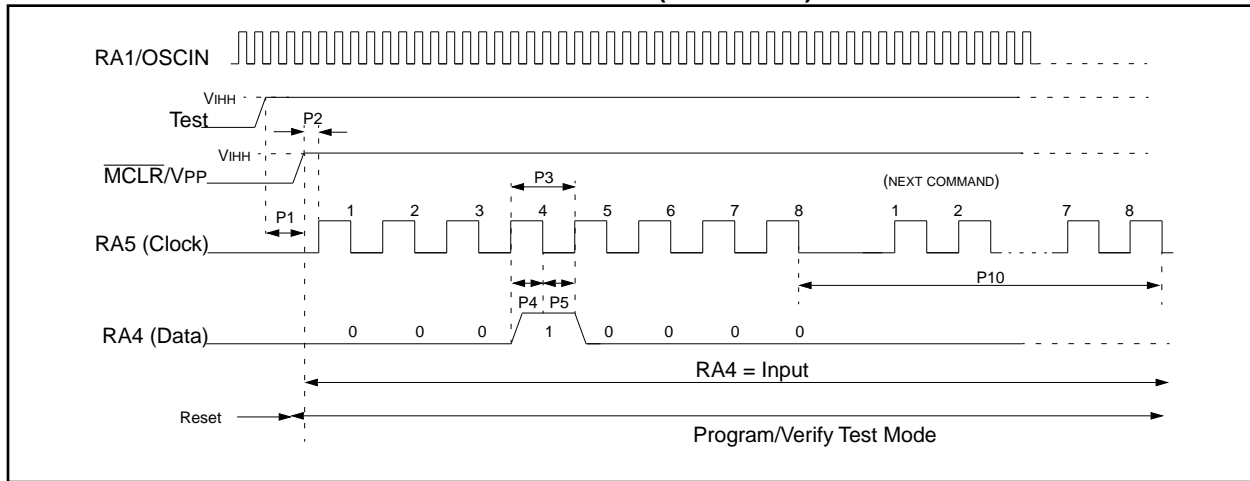 RA1/OSCIN
VIHH
Test
P2
VIHH
MCLR/VPP
P3
(NEXT COMMAND)
1 2 3 4 5 6 7 8 1 2 7 8
P1
RA5 (Clock)
P10
P4 P5
RA4 (Data)
0 0 0 1 0 0 0 0
RA4 = Input
Reset
Program/Verify Test Mode